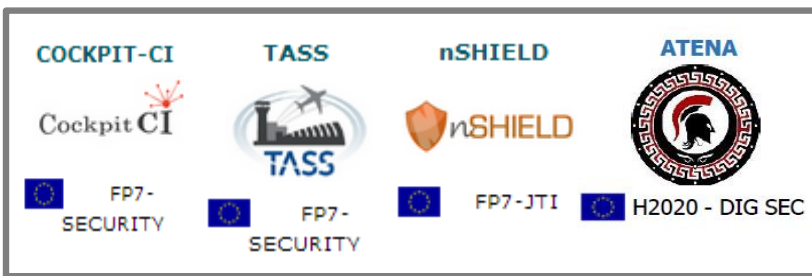 COCKPIT-CI
Cockpit CI
FP7-
SECURITY
TASS
TASS
FP7-
SECURITY
nSHIELD
nSHIELD
FP7-JTI
ATENA
H2020 - DIG SEC